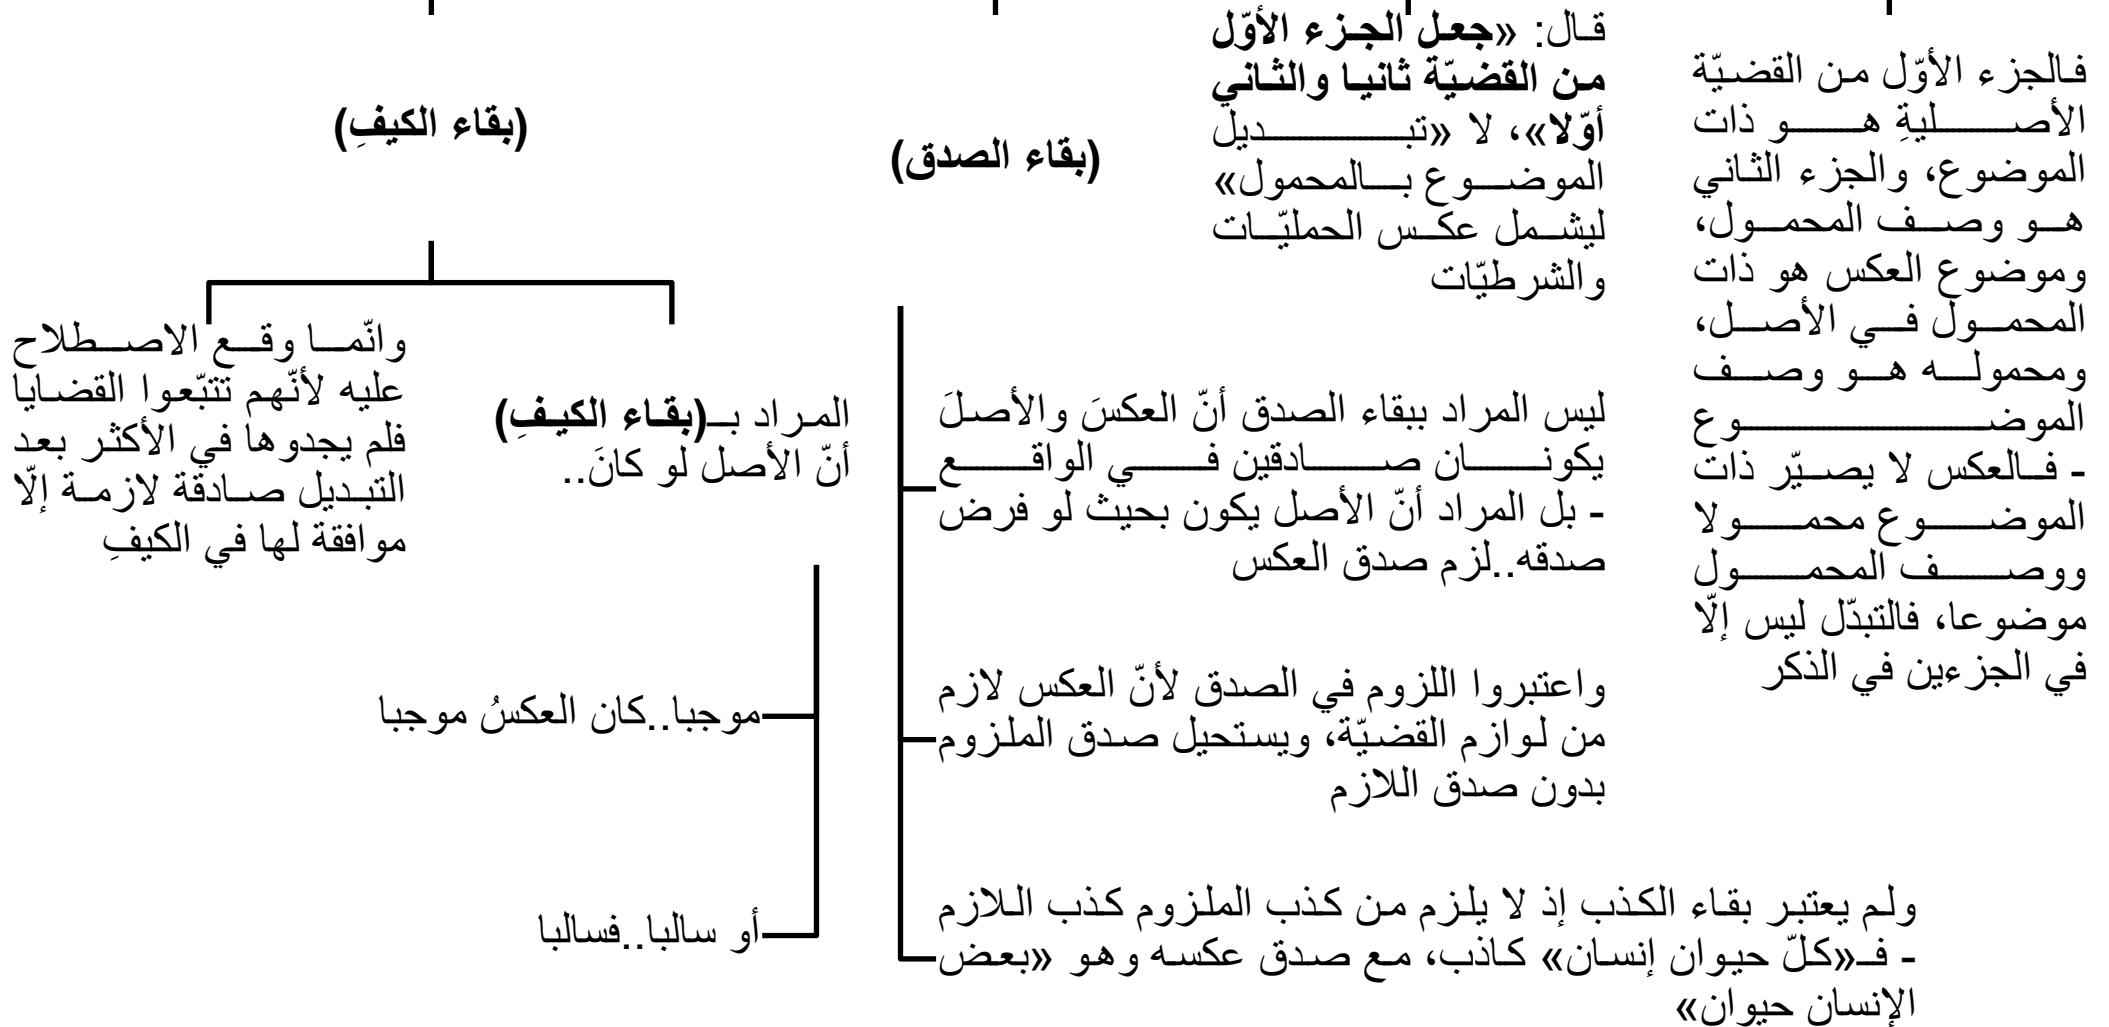 فالجزء الأوّل من القضيّة
الأصليةِ هو ذات
الموضوع، والجزء الثاني
هو وصف المحمول،
وموضوع العكس هو ذات
المحمول في الأصل،
ومحموله هو وصف
الموضوع
- فالعكس لا يصيّر ذات
الموضوع محمولا
ووصف المحمول
موضوعا، فالتبدّل ليس إلّا
في الجزءين في الذكر
قال: «جعل الجزء الأوّل
من القضيّة ثانيا والثاني
أوّلا»، لا «تبديل
الموضوع بالمحمول»
ليشمل عكس الحمليّات
والشرطيّات
(بقاء الصدق)
ليس المراد ببقاء الصدق أنّ العكسَ والأصلَ
يكونان صادقين في الواقع
- بل المراد أنّ الأصل يكون بحيث لو فرض
صدقه..لزم صدق العكس
واعتبروا اللزوم في الصدق لأنّ العكس لازم
من لوازم القضيّة، ويستحيل صدق الملزوم
بدون صدق اللازم
ولم يعتبر بقاء الكذب إذ لا يلزم من كذب الملزوم كذب اللازم
- فـ«كلّ حيوان إنسان» كاذب، مع صدق عكسه وهو «بعض
الإنسان حيوان»
(بقاء الكيفِ)
المراد بـ(بقاء الكيفِ)
أنّ الأصل لو كانَ..
موجبا..كان العكسُ موجبا
أو سالبا..فسالبا
وانّما وقع الاصطلاح
عليه لأنّهم تتبّعوا القضايا
فلم يجدوها في الأكثر بعد
التبديل صادقة لازمة إلّا
موافقة لها في الكيفِ